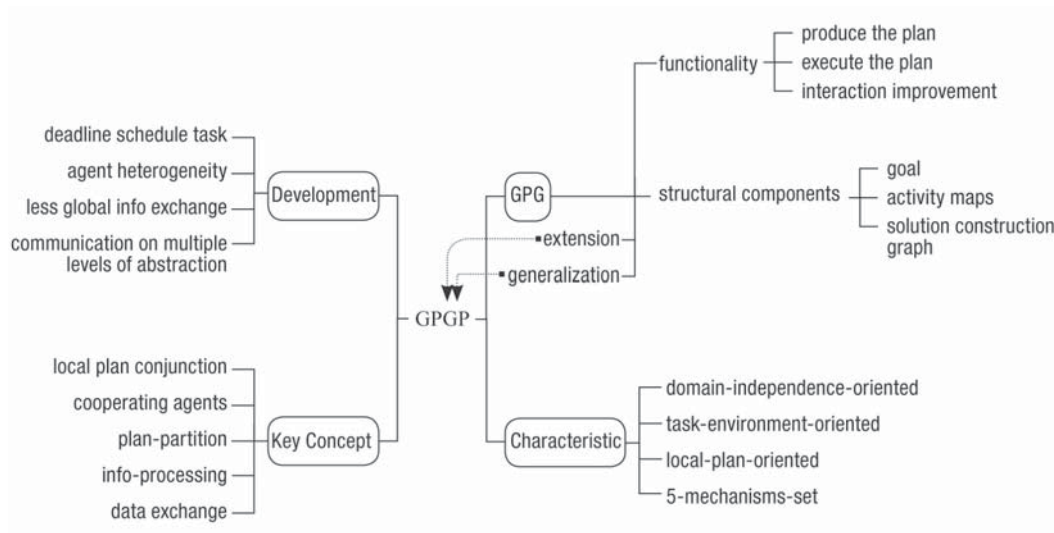 deadline schedule task
agent heterogeneity
less global info exchange
communication on multiple
levels of abstraction
Development
local plan conjunction
cooperating agents
plan-partition
info-processing
data exchange
Key Concept
GPGP
GPG
functionality
produce the plan
execute the plan
interaction improvement
structural components
goal
activity maps
solution construction
graph
extension
generalization
Characteristic
domain-independence-oriented
task-environment-oriented
local-plan-oriented
5-mechanisms-set